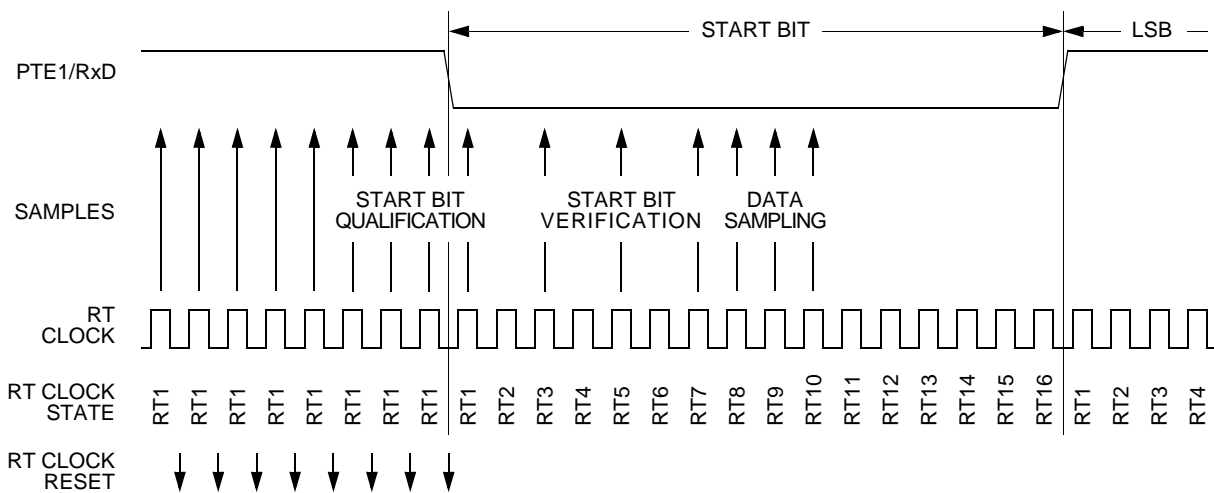 START BIT
LSB
PTE1/RxD
SAMPLES
START BIT
QUALIFICATION
START BIT
VERIFICATION
DATA
SAMPLING
RT
CLOCK
RT CLOCK
STATE
RT1 RT1 RT1 RT1 RT1 RT1 RT1 RT1 RT1 RT2 RT3 RT4 RT5 RT6 RT7 RT8 RT9 RT10 RT11 RT12 RT13 RT14 RT15 RT16 RT1 RT2 RT3 RT4
RT CLOCK
RESET